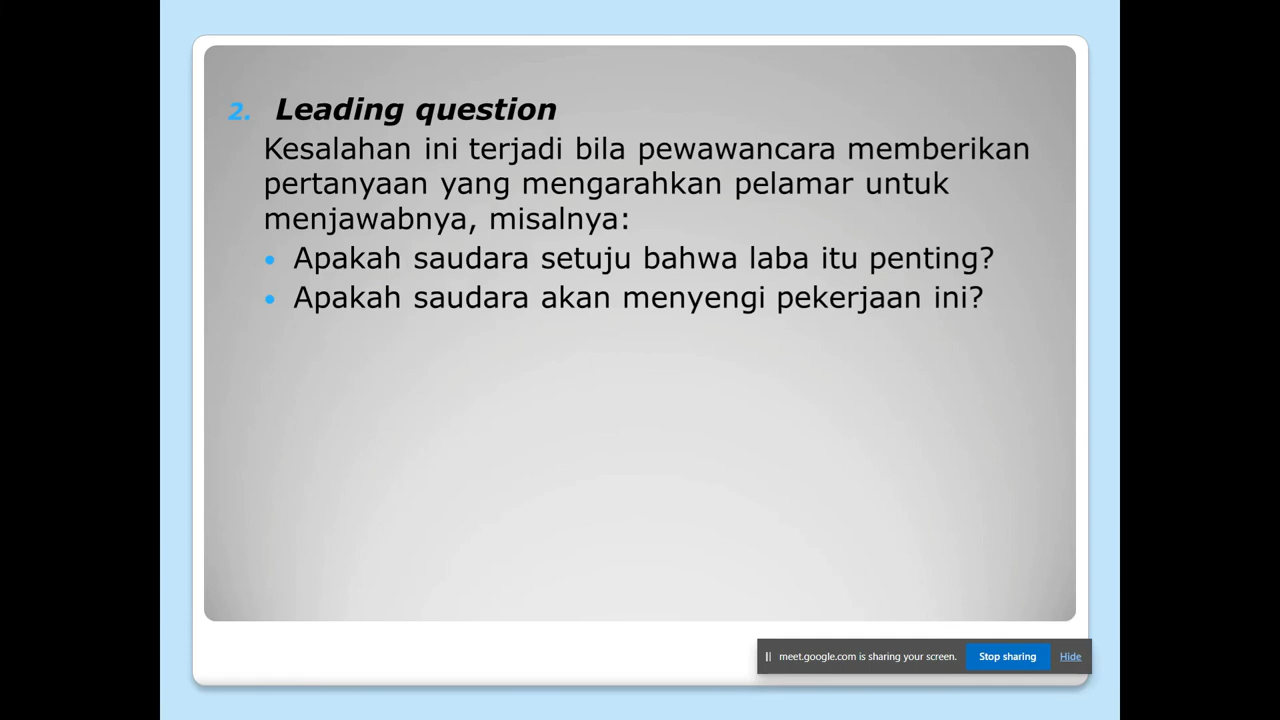 2. Leading question
Kesalahan ini terjadi bila pewawancara memberikan
pertanyaan yang mengarahkan pelamar untuk
menjawabnya, misalnya:
• Apakah saudara setuju bahwa laba itu penting?
• Apakah saudara akan menyengi pekerjaan ini?
meet.google.com is sharing your screen. Stop sharing Hide